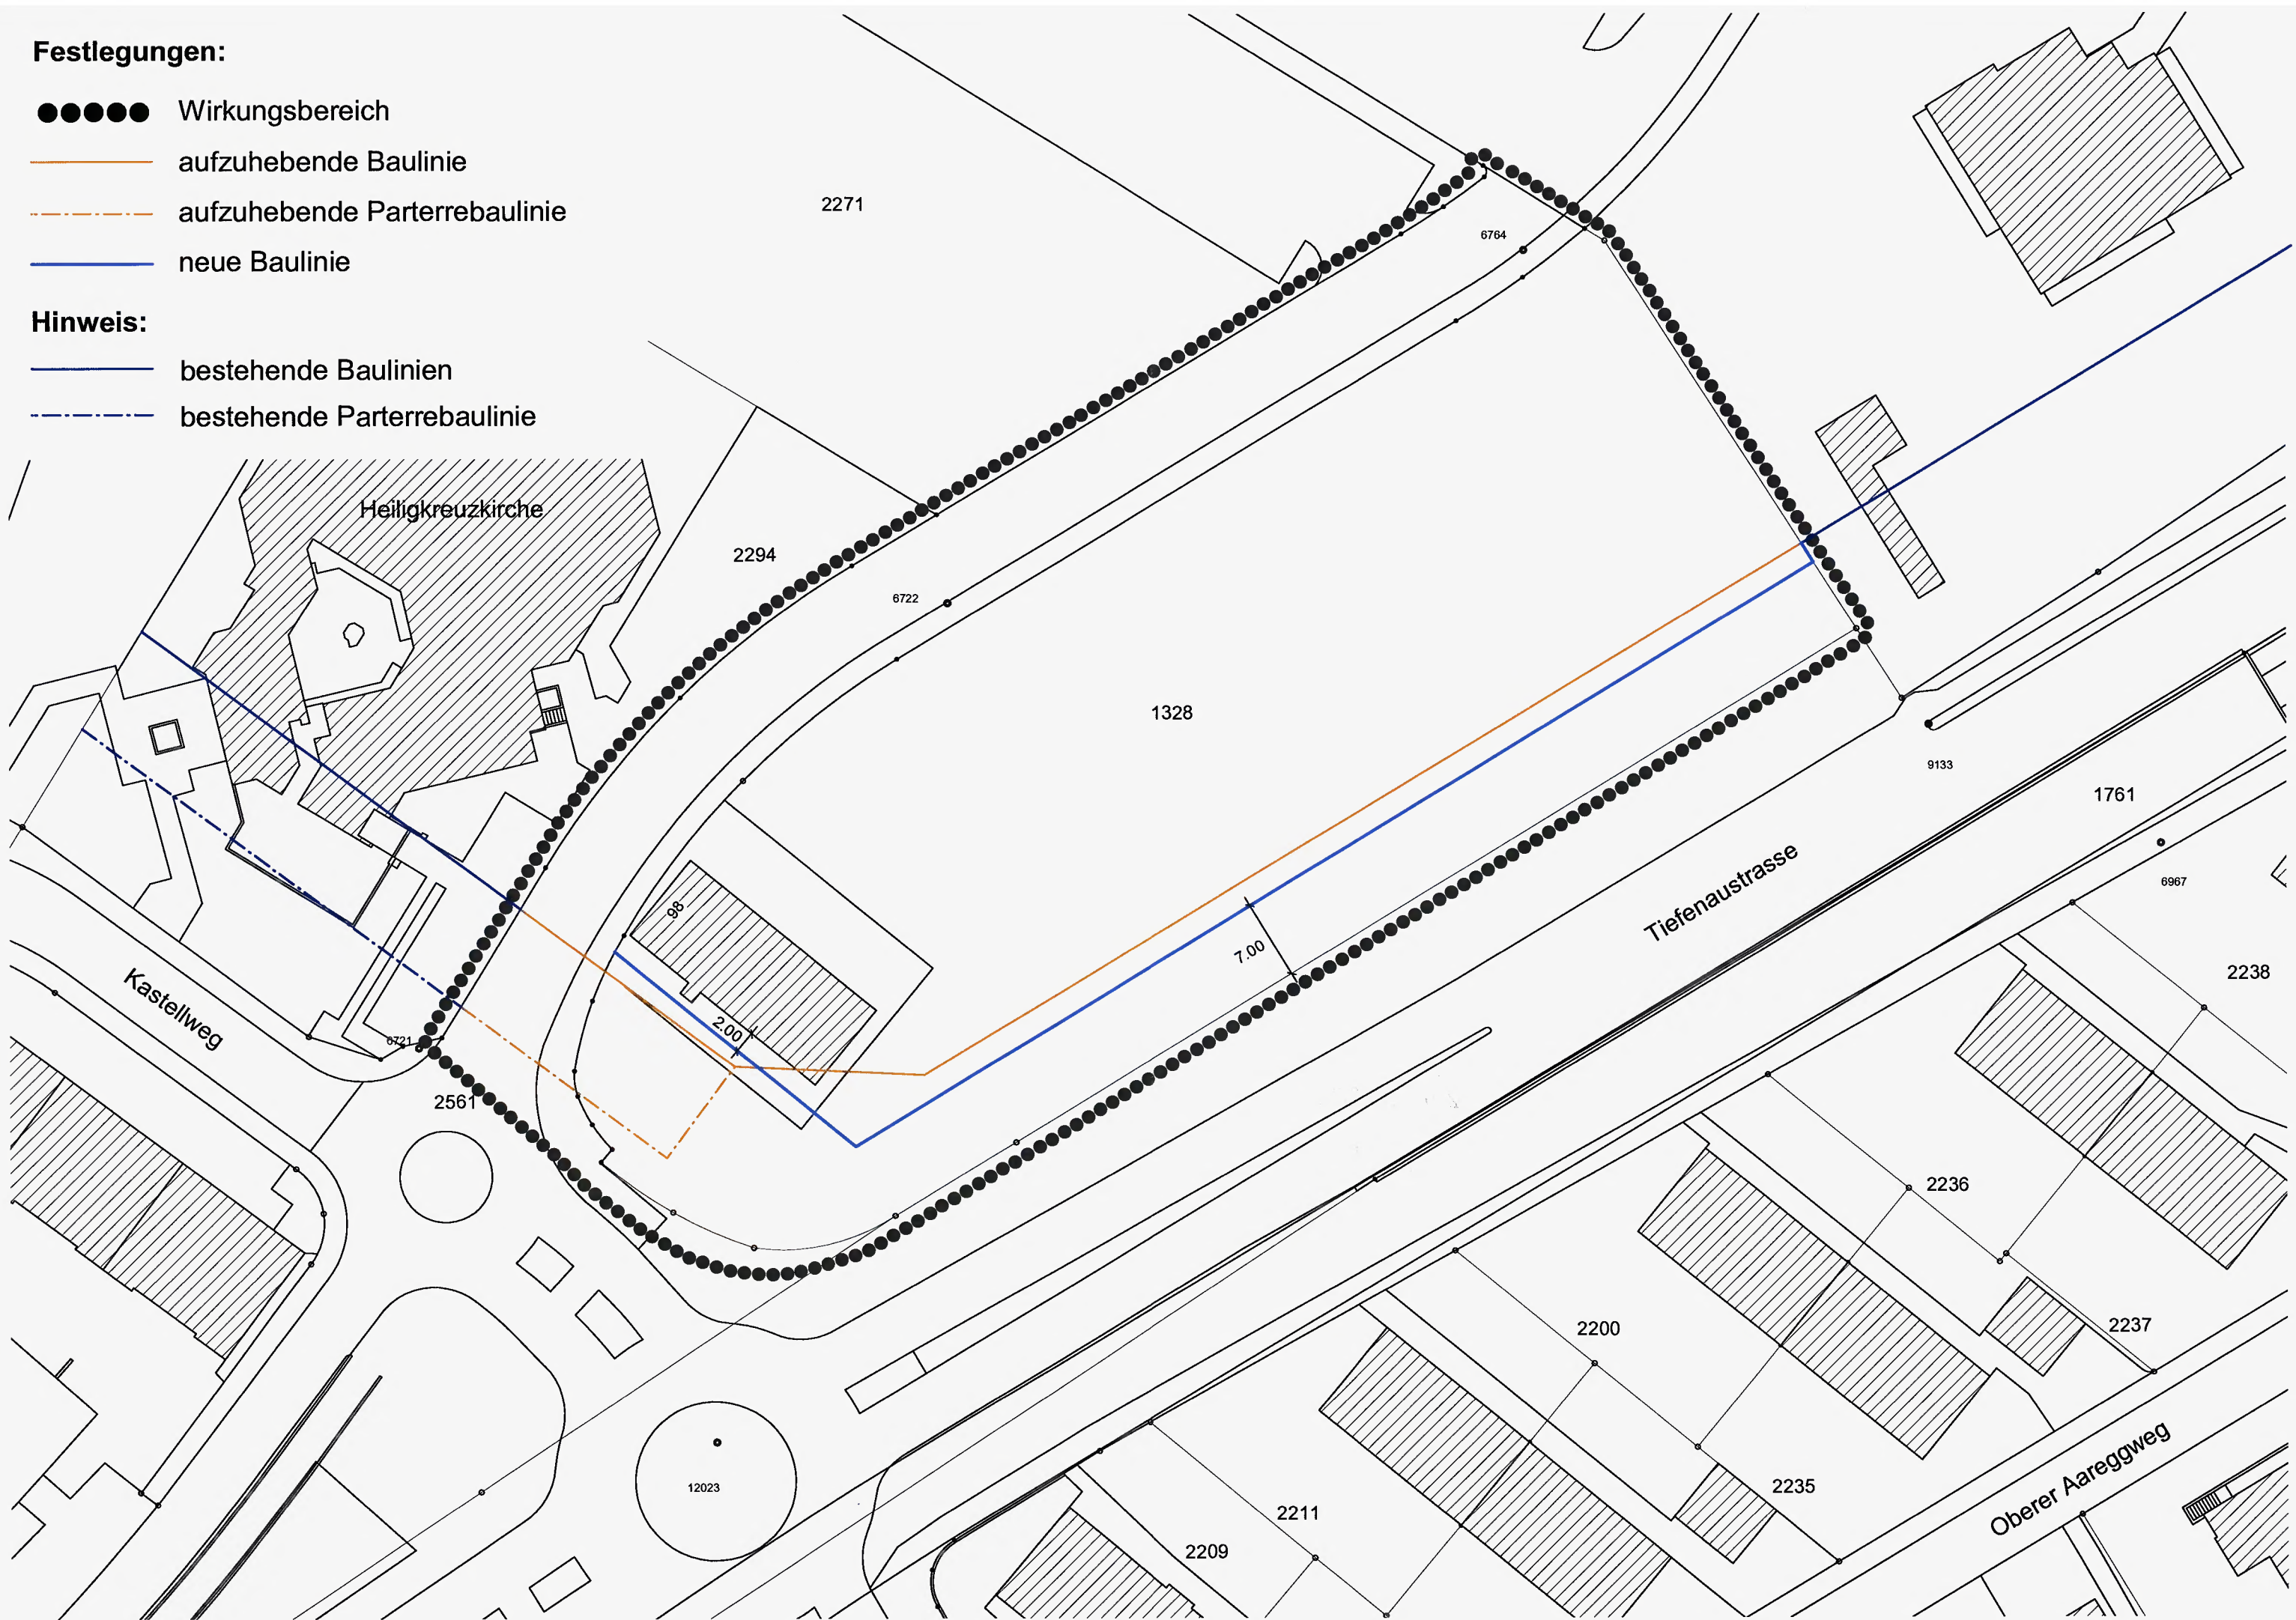 Festlegungen:
Wirkungsbereich
aufzuhebende Baulinie
aufzuhebende Parterrebaulinie
neue Baulinie
Hinweis:
bestehende Baulinien
bestehende Parterrebaulinie
2271
6764
Heiligkreuzkirche
2294
6722
1328
9133
1761
Tiefenaustrasse
6967
98
7.00
2.00
2238
Kastellweg
6721
2561
2236
2237
2200
2235
Oberer Aareggweg
12023
2211
2209